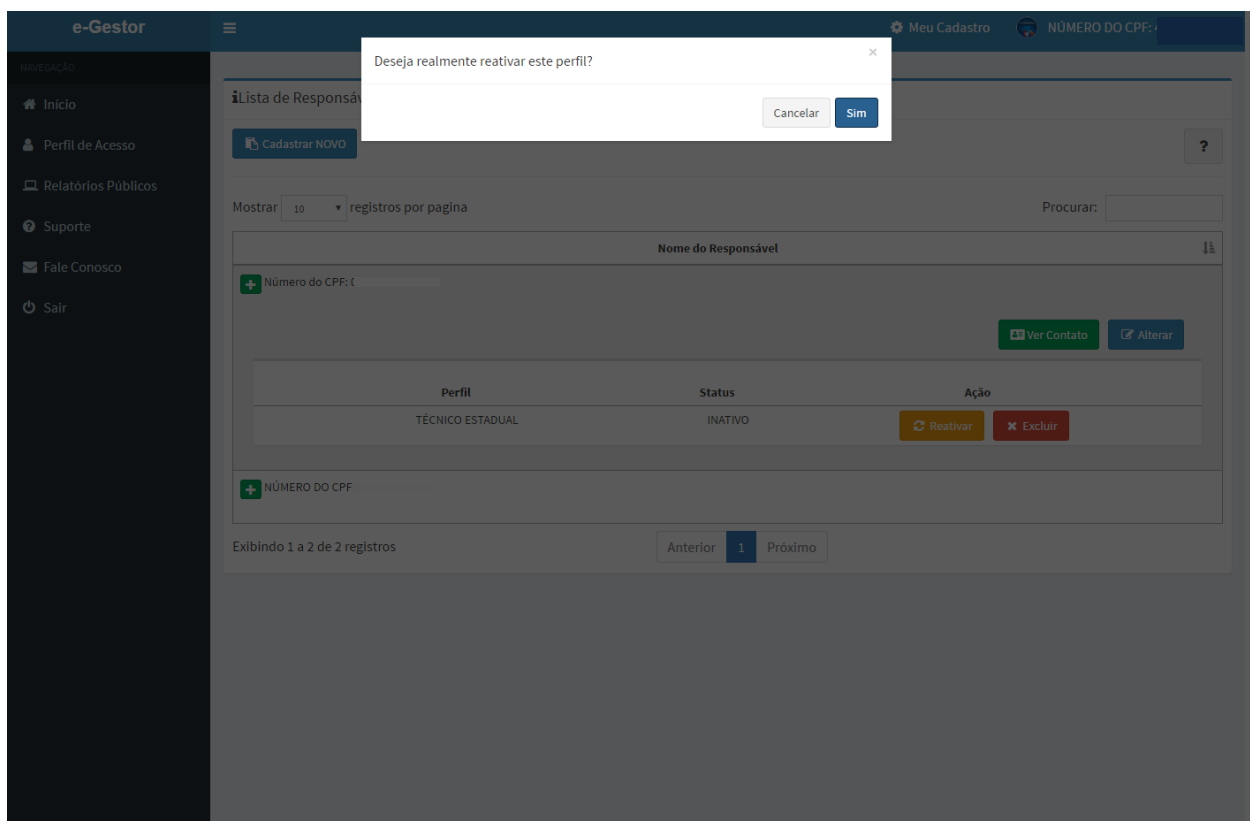 e-Gestor
Meu Cadastro
NÚMERO DO CPF:
Deseja realmente reativar este perfil?
×
Cancelar
Sim
NAVEGAÇÃO
Início
Perfil de Acesso
Relatórios Públicos
Suporte
Fale Conosco
Sair
Lista de
Cadastrar NOVO
?
Mostrar 10 registros por pagina
Procurar:
Nome do Responsável
Número do CPF:
Ver Contato
Alterar
Perfil Status Ação
TÉCNICO ESTADUAL INATIVO Reativar Excluir
NÚMERO DO CPF
Exibindo 1 a 2 de 2 registros
Anterior 1 Próximo